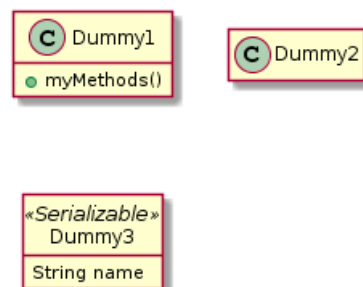 C Dummy1
myMethods()
C Dummy2
«Serializable»
Dummy3
String name